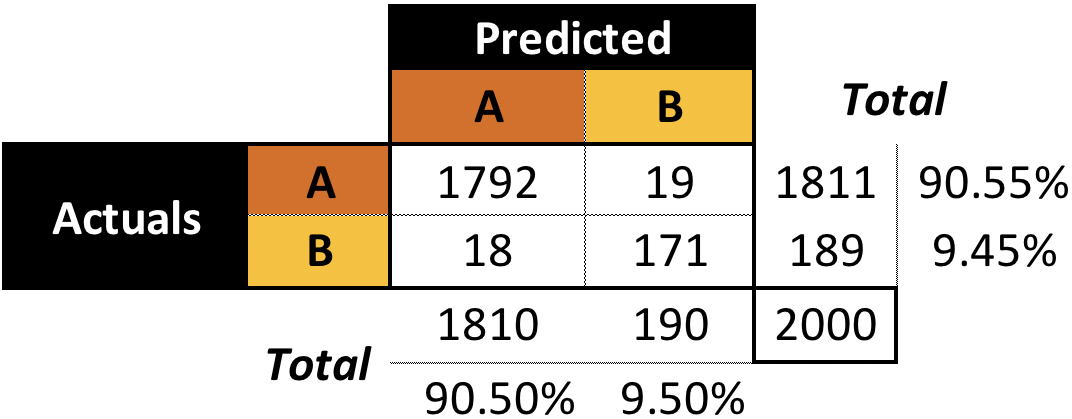 Predicted
A B Total
A 1792 19 1811 90.55%
Actuals
B 18 171 189 9.45%
1810 190 2000
Total
90.50% 9.50%